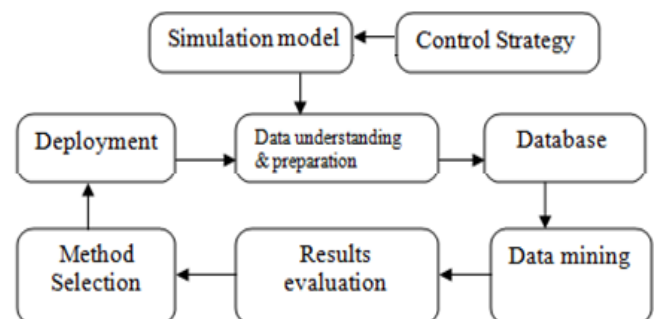 Simulation model
Control Strategy
Deployment
Data understanding
& preparation
Database
Method
Selection
Results
evaluation
Data mining